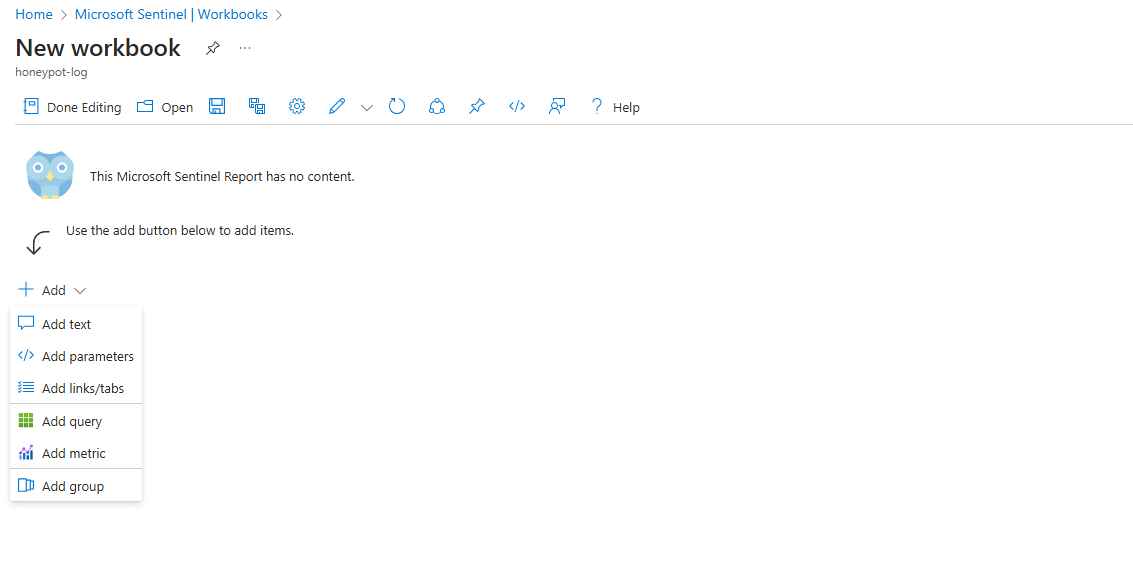 Home > Microsoft Sentinel | Workbooks >
New workbook ...
honeypot-log
Done Editing Open ? Help
This Microsoft Sentinel Report has no content.
Use the add button below to add items.
+ Add
Add text
</> Add parameters
Add links/tabs
Add query
Add metric
Add group